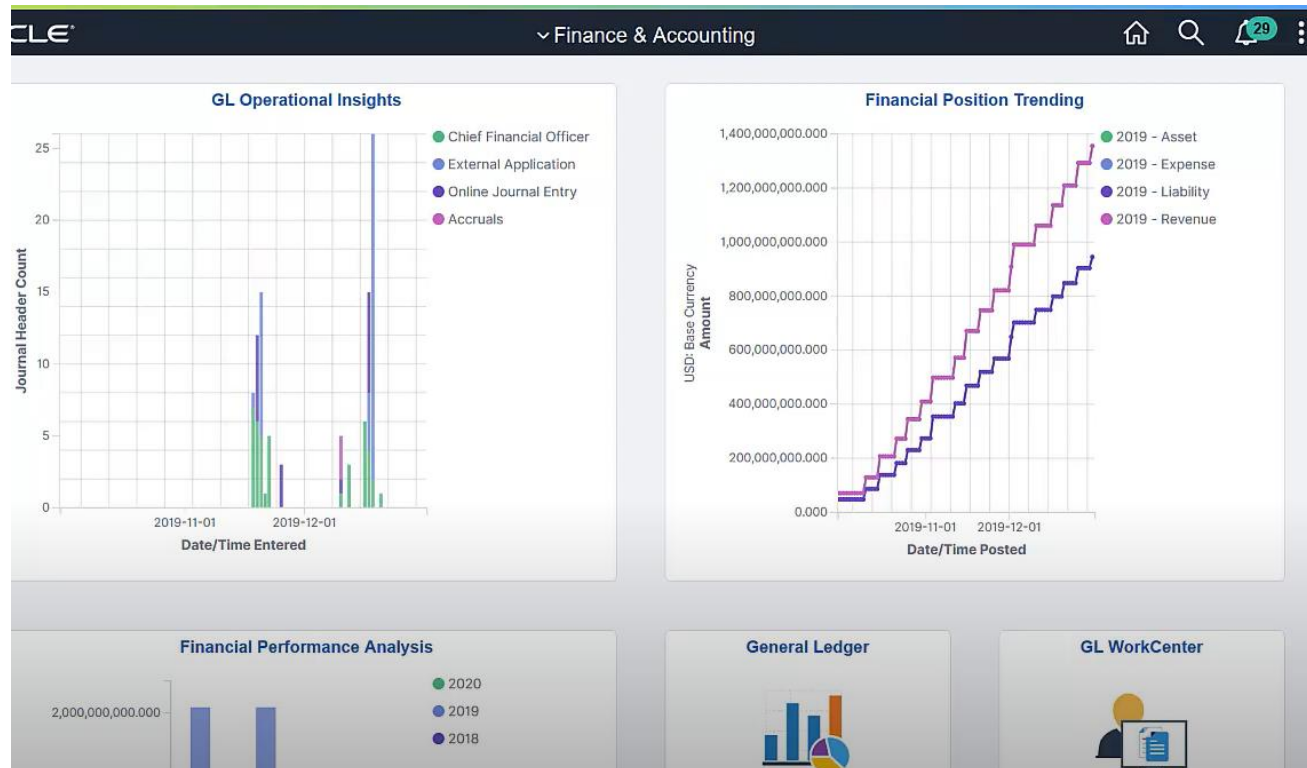 CLE
Finance & Accounting
29
GL Operational Insights
25
20
15
10
5
0
Journal Header Count
2019-11-01
2019-12-01
Date/Time Entered
Chief Financial Officer
External Application
Online Journal Entry
Accruals
Financial Position Trending
1,400,000,000.000
1,200,000,000.000
1,000,000,000.000
800,000,000.000
600,000,000.000
400,000,000.000
200,000,000.000
0.000
USD: Base Currency
Amount
2019-11-01
2019-12-01
Date/Time Posted
2019 - Asset
2019 - Expense
2019 - Liability
2019 - Revenue
Financial Performance Analysis
2,000,000,000.000
2020
2019
2018
General Ledger
GL WorkCenter